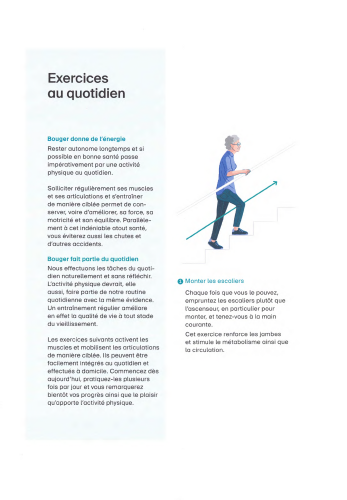 Exercices
au quotidien
Bouger donne de l'énergie
Rester autonome longtemps et si
possible en bonne santé passe
impérativement par une activité
physique au quotidien.
Solliciter régulièrement ses muscles
et ses articulations et s'entraîner
de manière ciblée permet de con-
server, voire d'améliorer, sa force, sa
motricité et son équilibre. Parallèle-
ment à cet indéniable atout santé,
vous éviterez aussi les chutes et
d'autres accidents.
Bouger fait partie du quotidien
Nous effectuons les tâches du quoti-
dien naturellement et sans réfléchir.
L'activité physique devrait, elle
aussi, faire partie de notre routine
quotidienne avec la même évidence.
Un entraînement régulier améliore
en effet la qualité de vie à tout stade
du vieillissement.
Les exercices suivants activent les
muscles et mobilisent les articulations
de manière ciblée. Ils peuvent être
facilement intégrés au quotidien et
effectués à domicile. Commencez dès
aujourd'hui, pratiquez-les plusieurs
fois par jour et vous remarquerez
bientôt vos progrès ainsi que le plaisir
qu'apporte l'activité physique.
Monter les escaliers
Chaque fois que vous le pouvez,
empruntez les escaliers plutôt que
l'ascenseur, en particulier pour
monter, et tenez-vous à la main
courante.
Cet exercice renforce les jambes
et stimule le métabolisme ainsi que
la circulation.